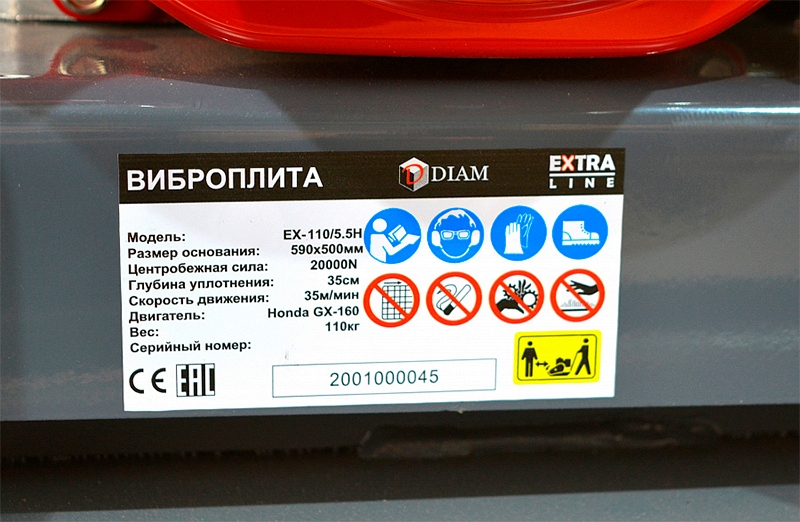 ВИБРОПЛИТА
DIAM
EXTRA
LINE
Модель: EX-110/5.5H
Размер основания: 590х500мм
Центробежная сила: 20000N
Глубина уплотнения: 35см
Скорость движения: 35м/мин
Двигатель: Honda GX-160
Вес: 110кг
Серийный номер:
CE EAC 2001000045